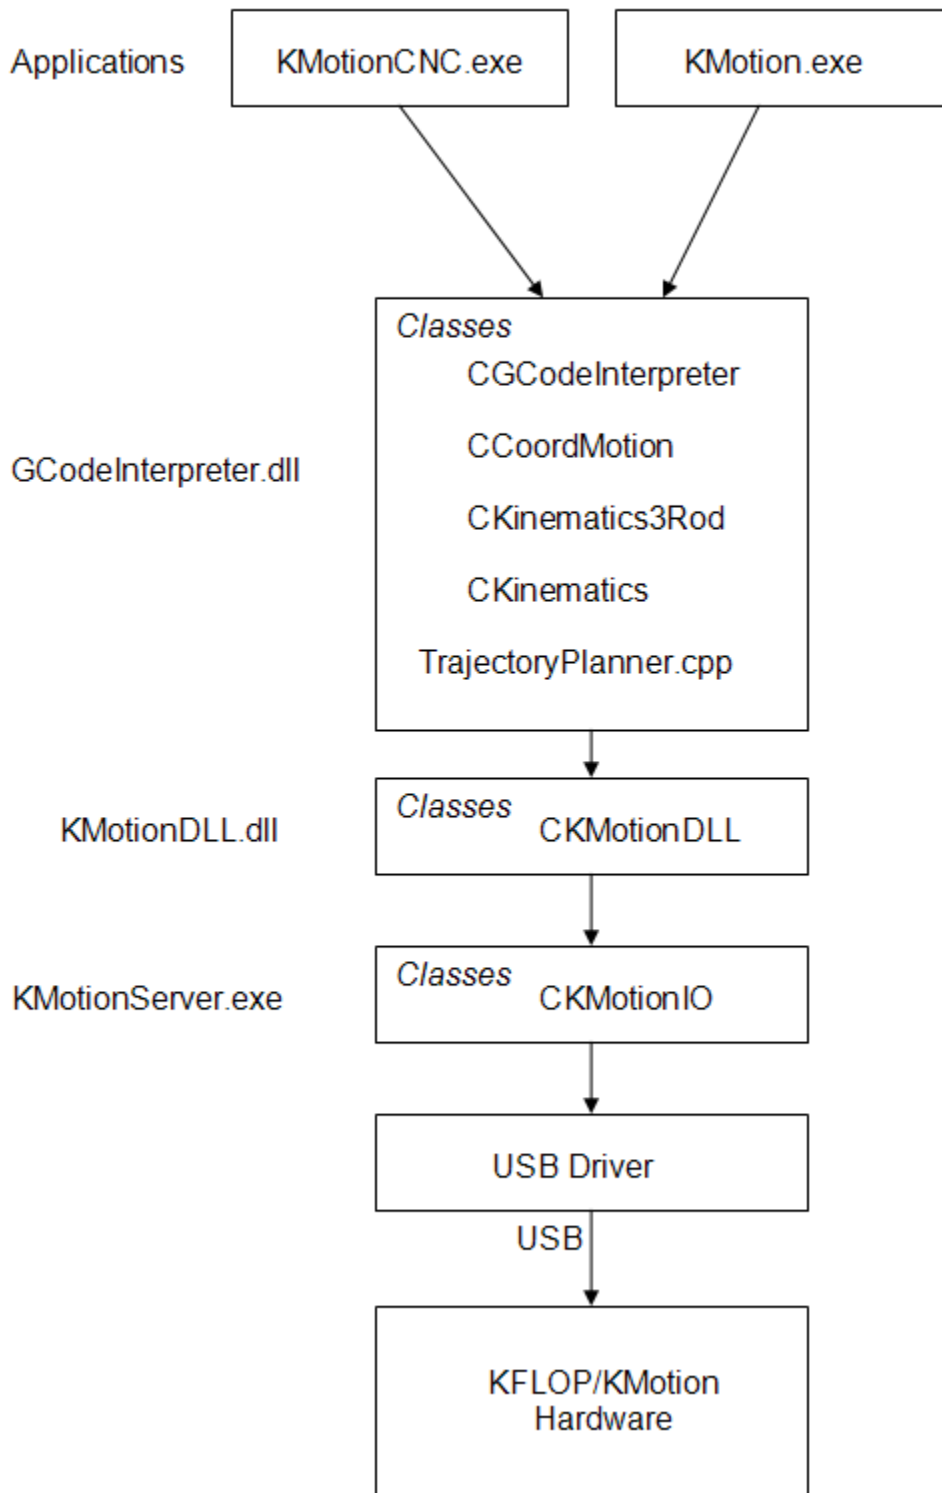 Applications
KMotionCNC.exe
KMotion.exe
Classes
CGCodeInterpreter
CCoordMotion
GCodeInterpreter.dll
CKinematics3Rod
CKinematics
TrajectoryPlanner.cpp
Classes
KMotionDLL.dll
CKMotionDLL
Classes
KMotionServer.exe
CKMotionIO
USB Driver
USB
KFLOP/KMotion
Hardware